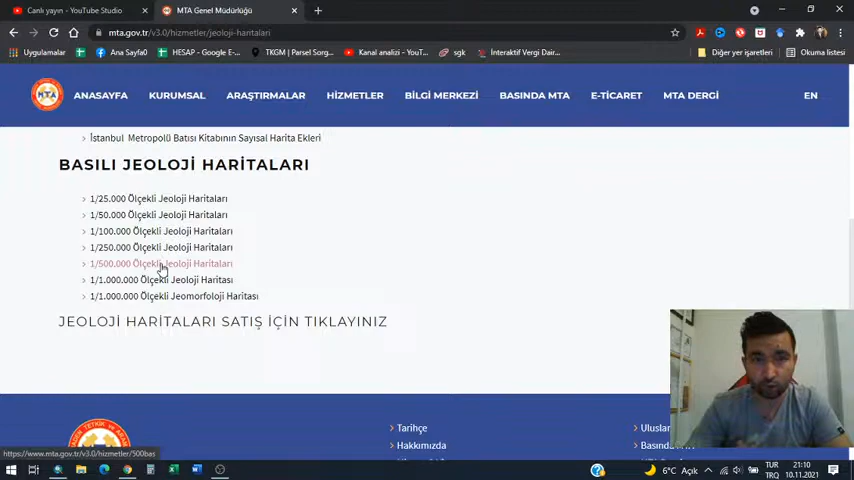 Canlı yayın - YouTube Studio
MTA Genel Müdürlüğü
mta.gov.tr/v3.0/hizmetler/jeoloji-haritalari
Uygulamalar
Ana Sayfa0
HESAP - Google E-...
TKGM | Parsel Sorg...
Kanal analizi - YouT...
sgk
İnteraktif Vergi Dair...
Diğer yer işaretleri
Okuma listesi
MTA
ANASAYFA
KURUMSAL
ARAŞTIRMALAR
HİZMETLER
BİLGİ MERKEZİ
BASINDA MTA
E-TİCARET
MTA DERGİ
EN
İstanbul Metropolü Batısı Kitabının Sayısal Harita Ekleri
BASILI JEOLOJİ HARİTALARI
1/25.000 Ölçekli Jeoloji Haritaları
1/50.000 Ölçekli Jeoloji Haritaları
1/100.000 Ölçekli Jeoloji Haritaları
1/250.000 Ölçekli Jeoloji Haritaları
1/500.000 Ölçekli Jeoloji Haritaları
1/1.000.000 Ölçekli Jeoloji Haritası
1/1.000.000 Ölçekli Jeomorfoloji Haritası
JEOLOJİ HARİTALARI SATIŞ İÇİN TIKLAYINIZ
Tarihçe
Uluslar
Hakkımızda
Basında
https://www.mta.gov.tr/v3.0/hizmetler/500bas
6°C Açık
TUR
TRQ
21:10
10.11.2021